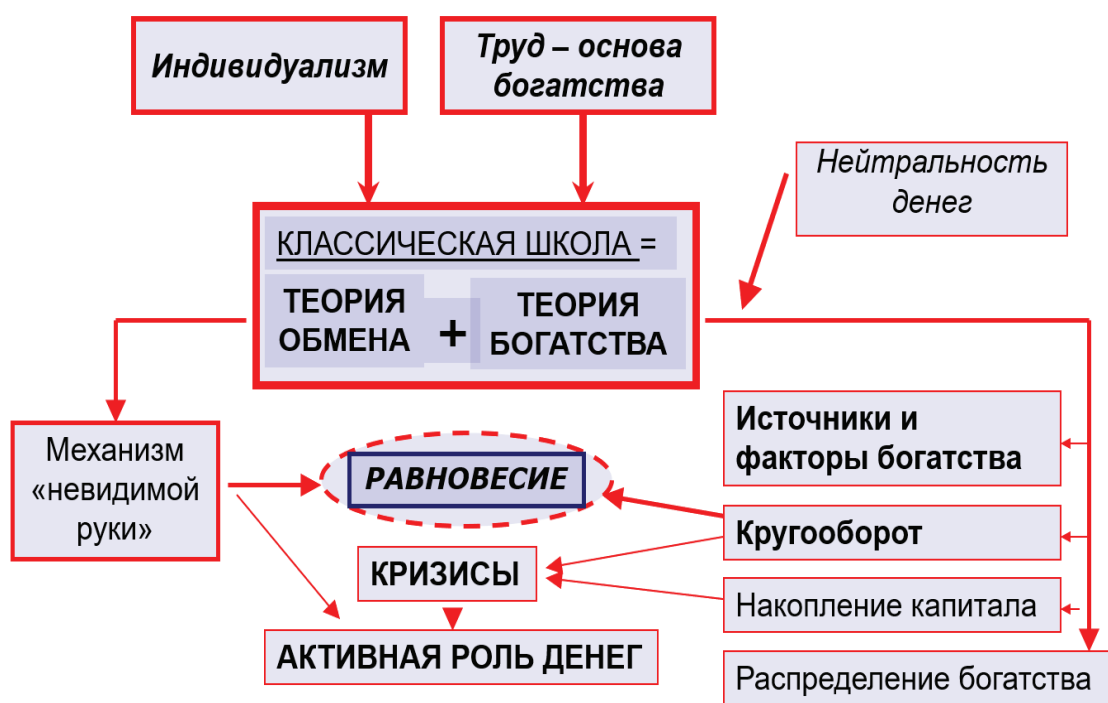 Индивидуализм
Труд – основа
богатства
Нейтральность
денег
КЛАССИЧЕСКАЯ ШКОЛА =
ТЕОРИЯ
ОБМЕНА
+
ТЕОРИЯ
БОГАТСТВА
Механизм
«невидимой
руки»
РАВНОВЕСИЕ
Источники и
факторы богатства
Кругооборот
КРИЗИСЫ
Накопление капитала
АКТИВНАЯ РОЛЬ ДЕНЕГ
Распределение богатства